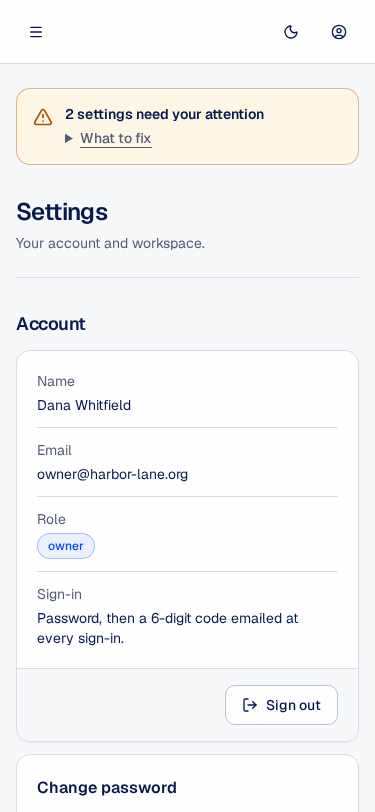 2 settings need your attention
What to fix
Settings
Your account and workspace.
Account
Name
Dana Whitfield
Email
owner@harbor-lane.org
Role
owner
Sign-in
Password, then a 6-digit code emailed at
every sign-in.
Sign out
Change password